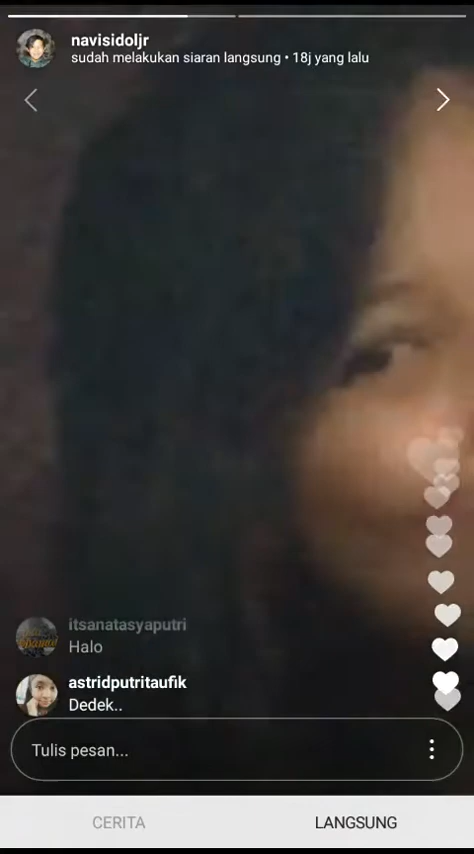 navisidoljr
sudah melakukan siaran langsung • 18j yang lalu
itsanatasyaputri
Halo
astridputritaufik
Dedek..
Tulis pesan...
CERITA
LANGSUNG